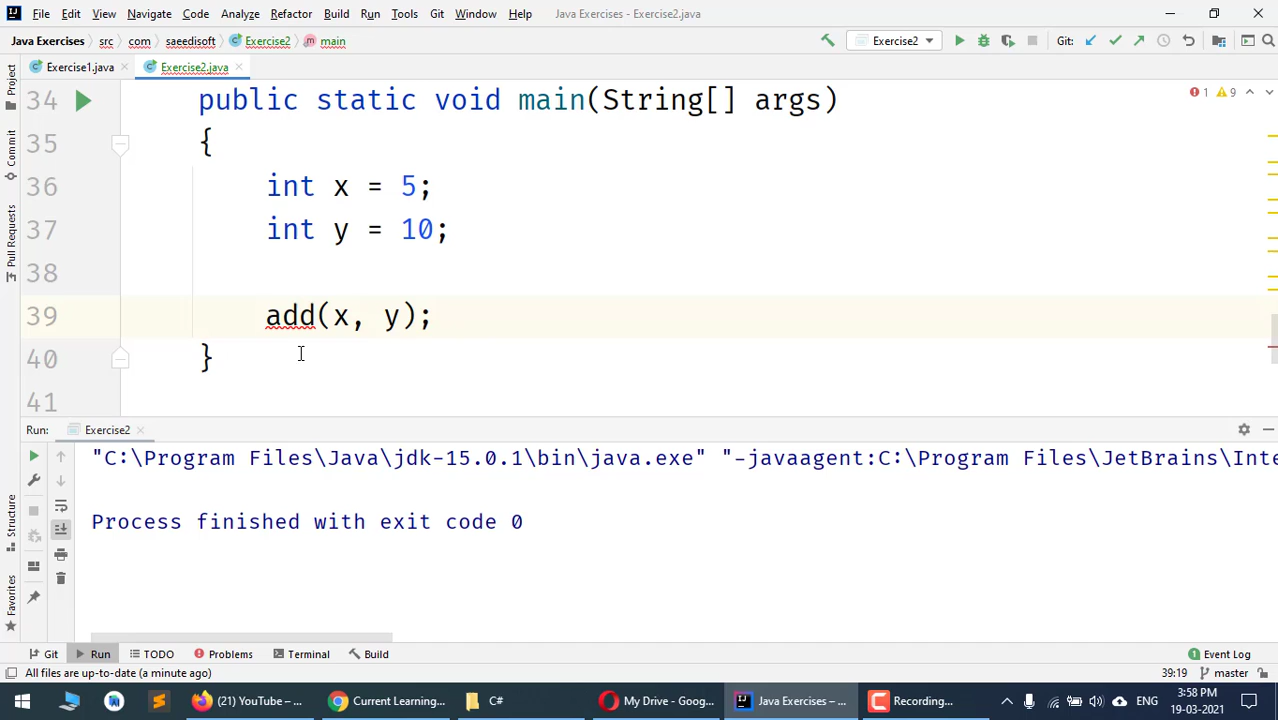 File Edit View Navigate Code Analyze Refactor Build Run Tools Git Window Help Java Exercises - Exercise2.java
Java Exercises src com saeedisoft Exercise2 main Exercise2 Git:
Exercise1.java Exercise2.java
Project
Commit
Pull Requests
Structure
Favorites
34 public static void main(String[] args) 1 9
35 {
36 int x = 5;
37 int y = 10;
38
39 add(x, y);
40 }
41
Run: Exercise2
"C:\Program Files\Java\jdk-15.0.1\bin\java.exe" "-javaagent:C:\Program Files\JetBrains\Inte
Process finished with exit code 0
Git Run TODO Problems Terminal Build 1 Event Log
All files are up-to-date (a minute ago) 39:19 master
(21) YouTube – ... Current Learning... C# My Drive - Goog... Java Exercises – ... Recording... ENG 3:58 PM
19-03-2021